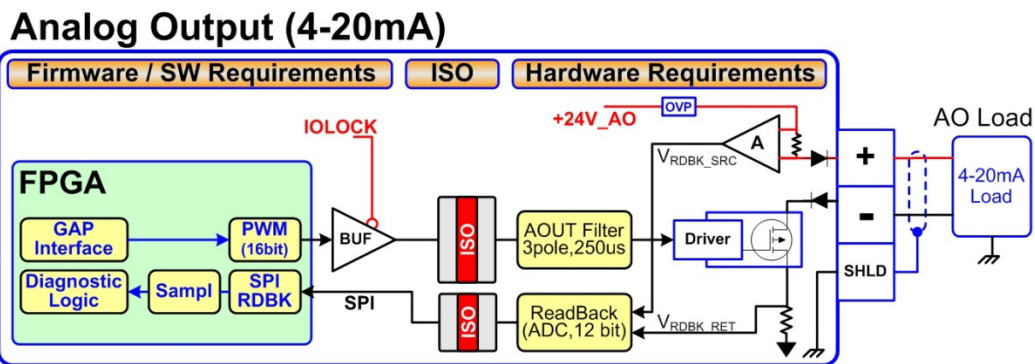 Analog Output (4-20mA)
Firmware / SW Requirements
ISO
Hardware Requirements
OVP
+24V_AO
IOLOCK
AO Load
A
VRDBK_SRC
+
4-20mA
Load
FPGA
GAP
Interface
PWM
(16bit)
BUF
ISO
AOUT Filter
3pole,250us
Driver
-
Diagnostic
Logic
Sampl
SPI
RDBK
SPI
ISO
ReadBack
(ADC,12 bit)
VRDBK_RET
SHLD